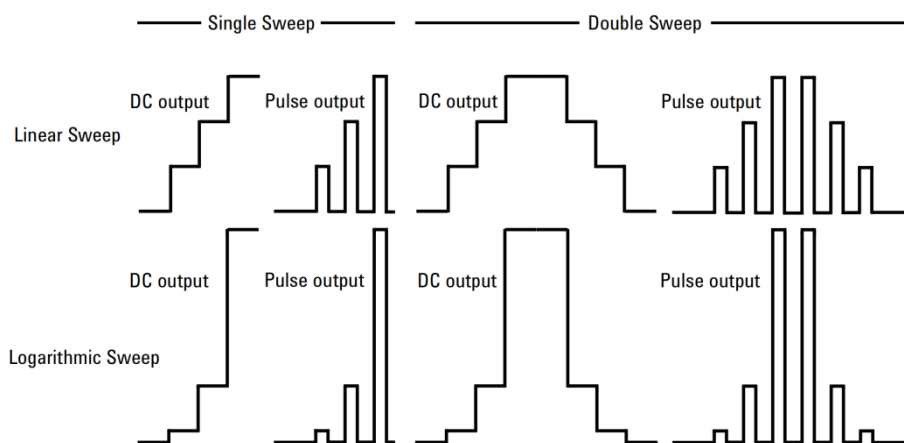 Single Sweep
Double Sweep
DC output
Pulse output
DC output
Pulse output
Linear Sweep
DC output
Pulse output
DC output
Pulse output
Logarithmic Sweep